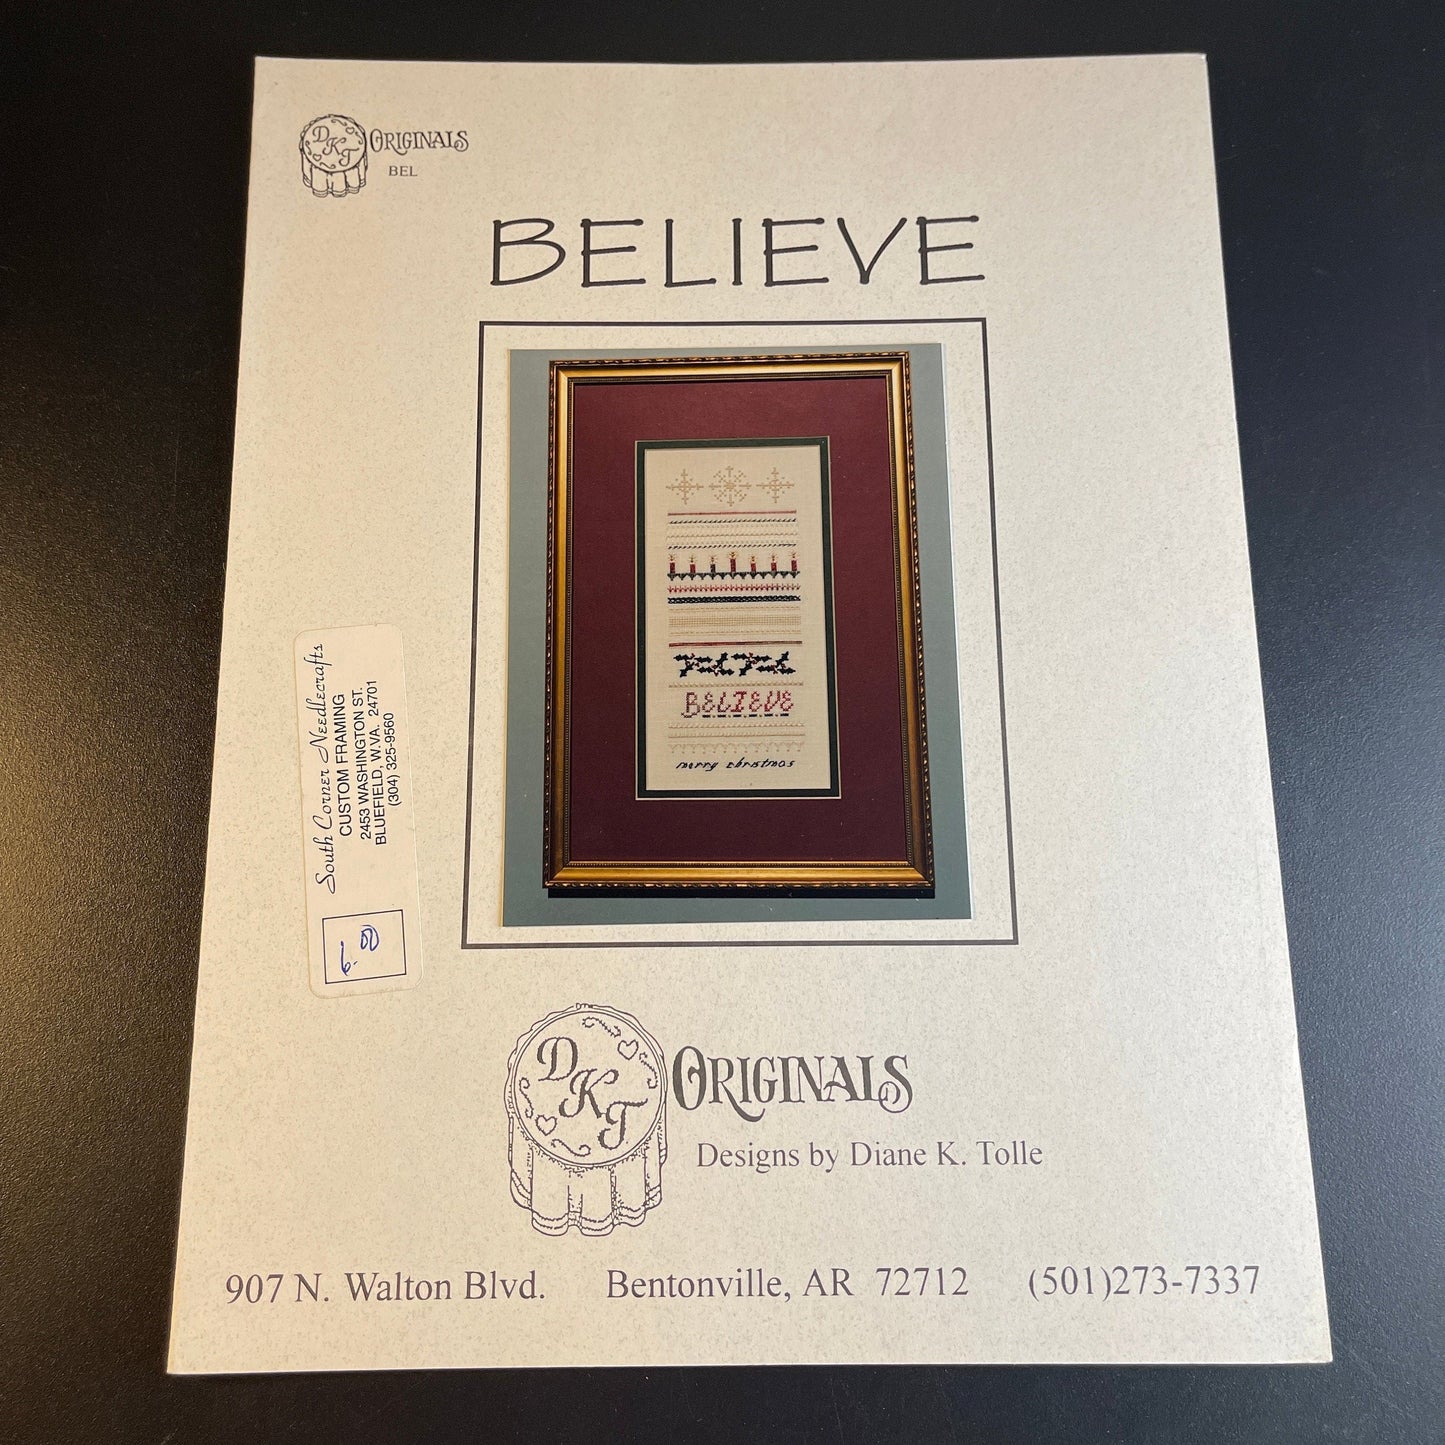 DKT ORIGINALS
BEL
BELIEVE
BELIEVE
merry christmas
South Corner Needlecrafts
CUSTOM FRAMING
2453 WASHINGTON ST.
BLUEFIELD, W.VA. 24701
(304) 325-9560
6.00
DKT ORIGINALS
Designs by Diane K. Tolle
907 N. Walton Blvd. Bentonville, AR 72712 (501)273-7337